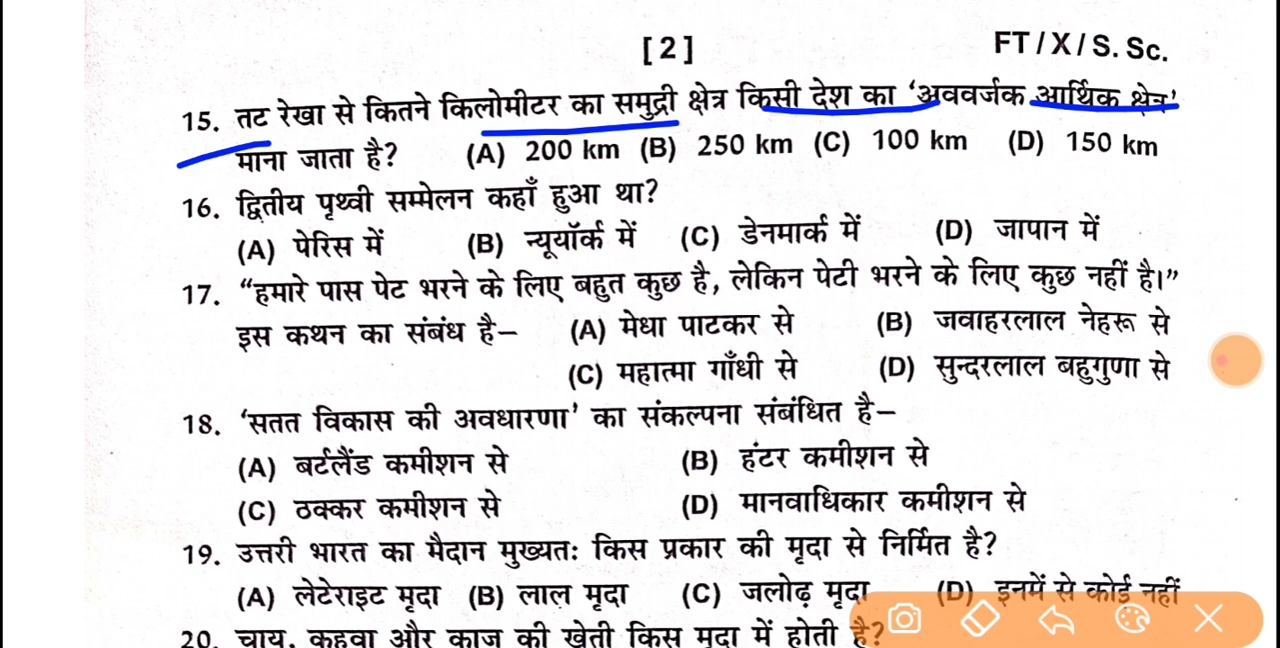 [ 2 ]
FT / X / S. Sc.
15. तट रेखा से कितने किलोमीटर का समुद्री क्षेत्र किसी देश का ‘अववर्जक आर्थिक क्षेत्र’
माना जाता है? (A) 200 km (B) 250 km (C) 100 km (D) 150 km
16. द्वितीय पृथ्वी सम्मेलन कहाँ हुआ था?
(A) पेरिस में (B) न्यूयॉर्क में (C) डेनमार्क में (D) जापान में
17. “हमारे पास पेट भरने के लिए बहुत कुछ है, लेकिन पेटी भरने के लिए कुछ नहीं है।”
इस कथन का संबंध है– (A) मेधा पाटकर से (B) जवाहरलाल नेहरू से
(C) महात्मा गाँधी से (D) सुन्दरलाल बहुगुणा से
18. ‘सतत विकास की अवधारणा’ का संकल्पना संबंधित है–
(A) बर्टलैंड कमीशन से (B) हंटर कमीशन से
(C) ठक्कर कमीशन से (D) मानवाधिकार कमीशन से
19. उत्तरी भारत का मैदान मुख्यतः किस प्रकार की मृदा से निर्मित है?
(A) लेटेराइट मृदा (B) लाल मृदा (C) जलोढ़ मृदा (D) इनमें से कोई नहीं
20. चाय, कहवा और काजू की खेती किस मृदा में होती है?